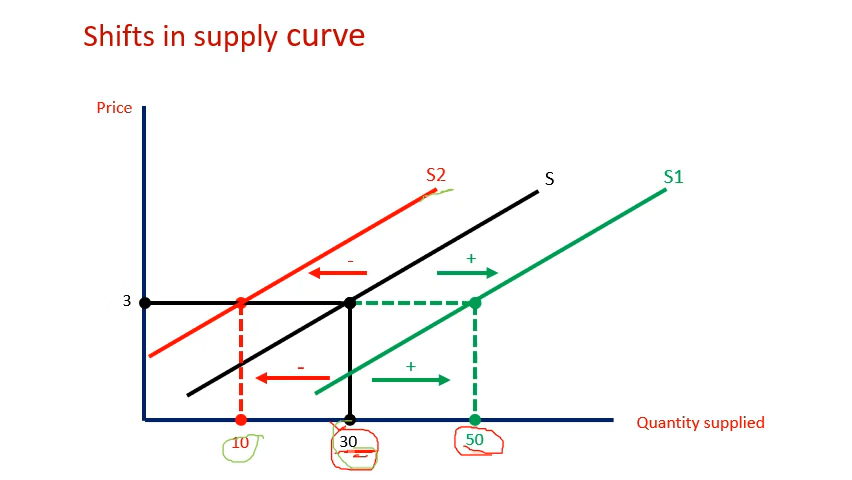 Shifts in supply curve
Price
S2
S
S1
-
+
3
-
+
10
30
50
Quantity supplied